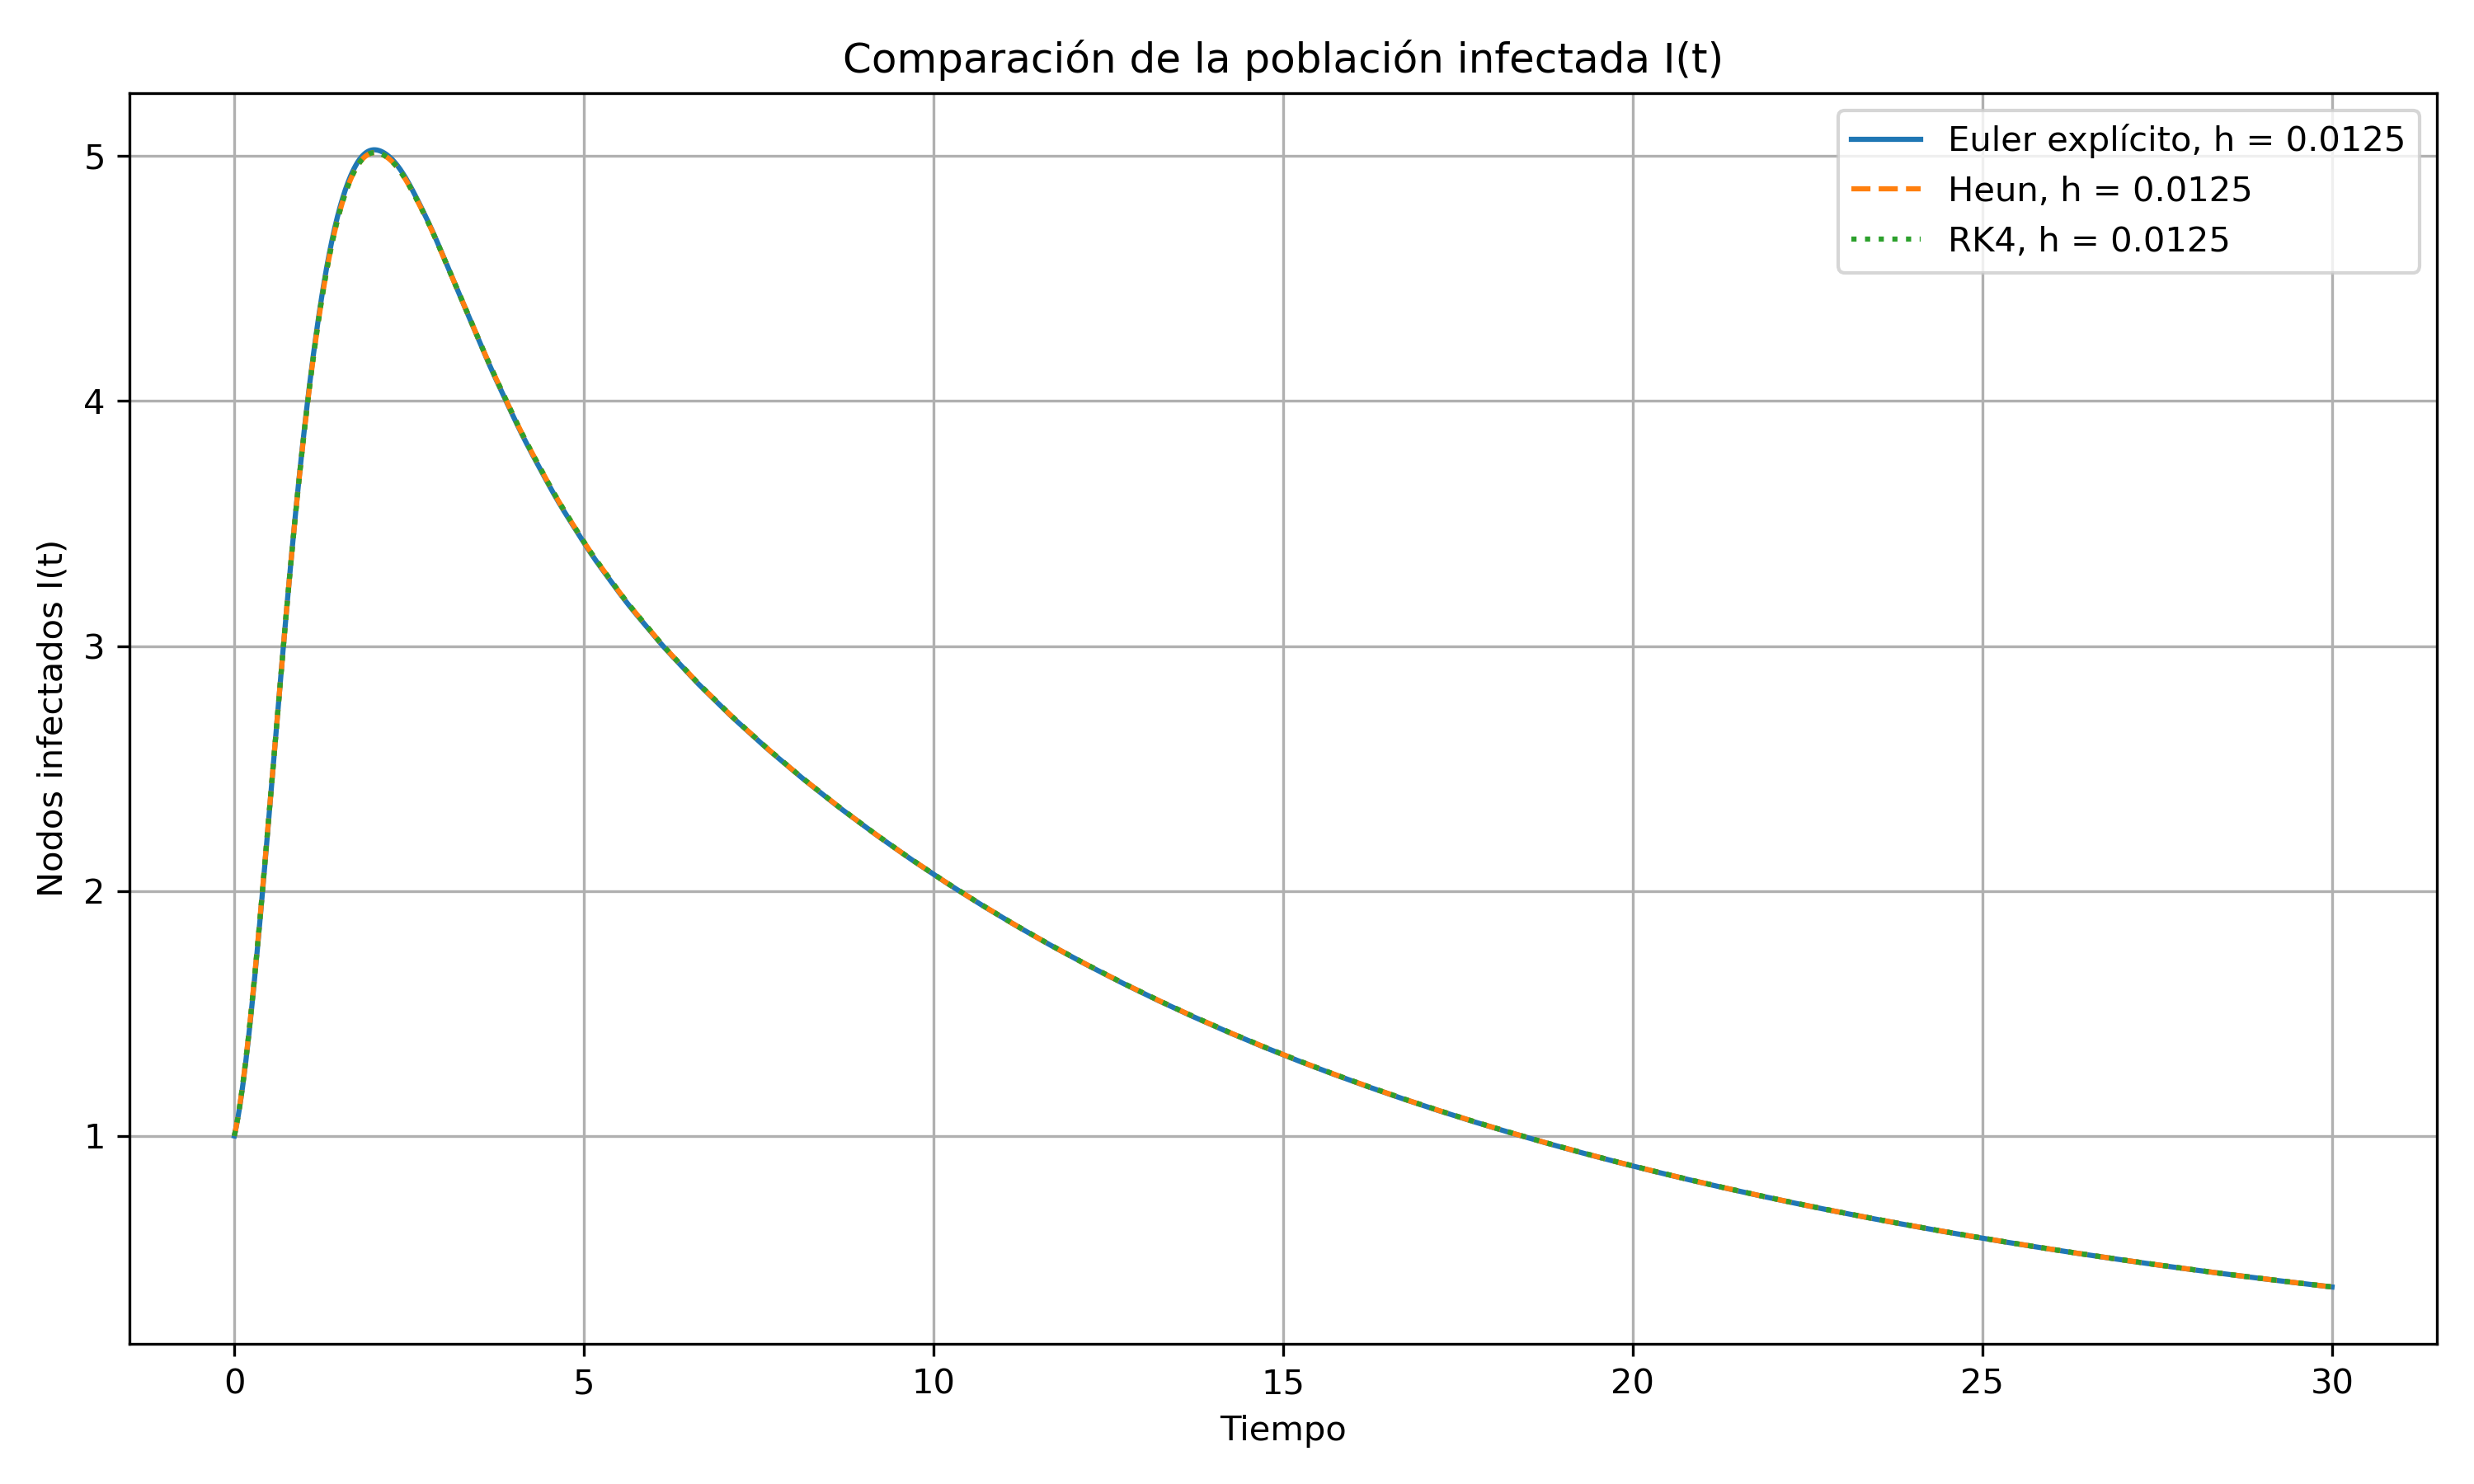 Comparación de la población infectada I(t)
Euler explícito, h = 0.0125
Heun, h = 0.0125
RK4, h = 0.0125
Nodos infectados I(t)
5
4
3
2
1
0 5 10 15 20 25 30
Tiempo